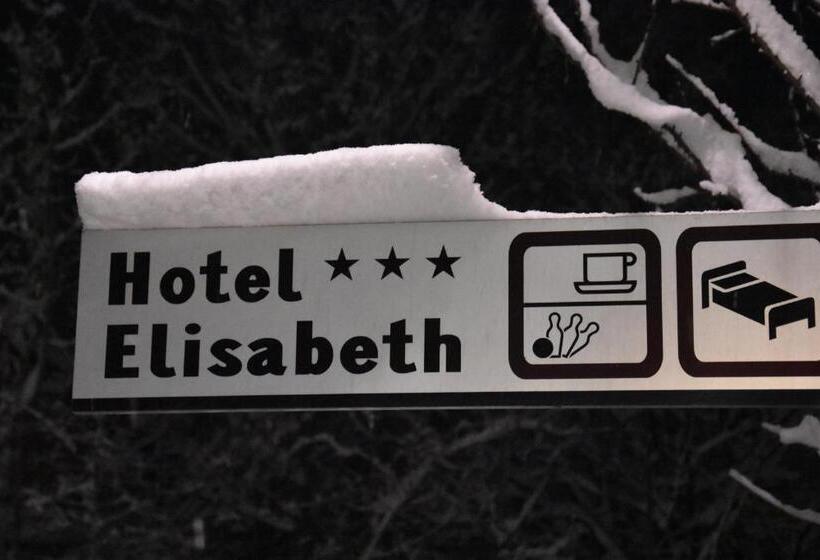 Hotel ★★★
Elisabeth